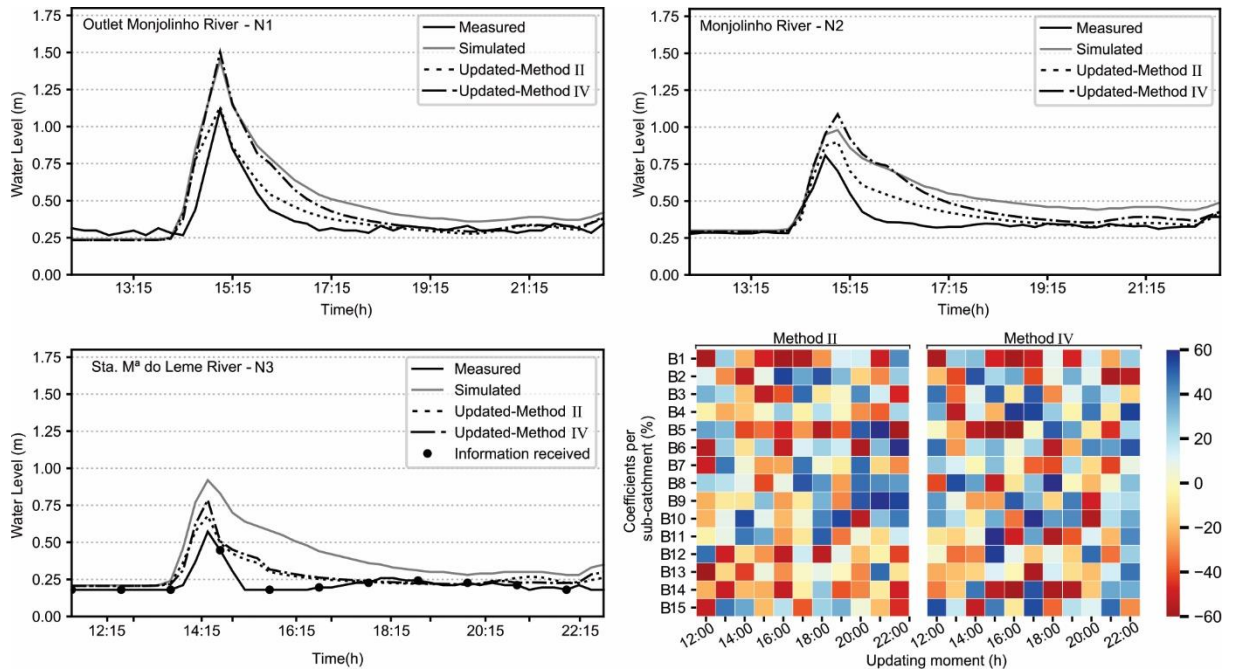 Outlet Monjolinho River - N1
Measured
Simulated
Updated-Method II
Updated-Method IV
Water Level (m)
1.75
1.50
1.25
1.00
0.75
0.50
0.25
0.00
13:15 15:15 17:15 19:15 21:15
Time(h)
Monjolinho River - N2
Measured
Simulated
Updated-Method II
Updated-Method IV
Water Level (m)
1.75
1.50
1.25
1.00
0.75
0.50
0.25
0.00
13:15 15:15 17:15 19:15 21:15
Time(h)
Sta. Mª do Leme River - N3
Measured
Simulated
Updated-Method II
Updated-Method IV
Information received
Water Level (m)
1.75
1.50
1.25
1.00
0.75
0.50
0.25
0.00
12:15 14:15 16:15 18:15 20:15 22:15
Time(h)
Method II Method IV
Coefficients per
sub-catchment (%)
B1
B2
B3
B4
B5
B6
B7
B8
B9
B10
B11
B12
B13
B14
B15
12:00 14:00 16:00 18:00 20:00 22:00 12:00 14:00 16:00 18:00 20:00 22:00
Updating moment (h)
60
40
20
0
−20
−40
−60